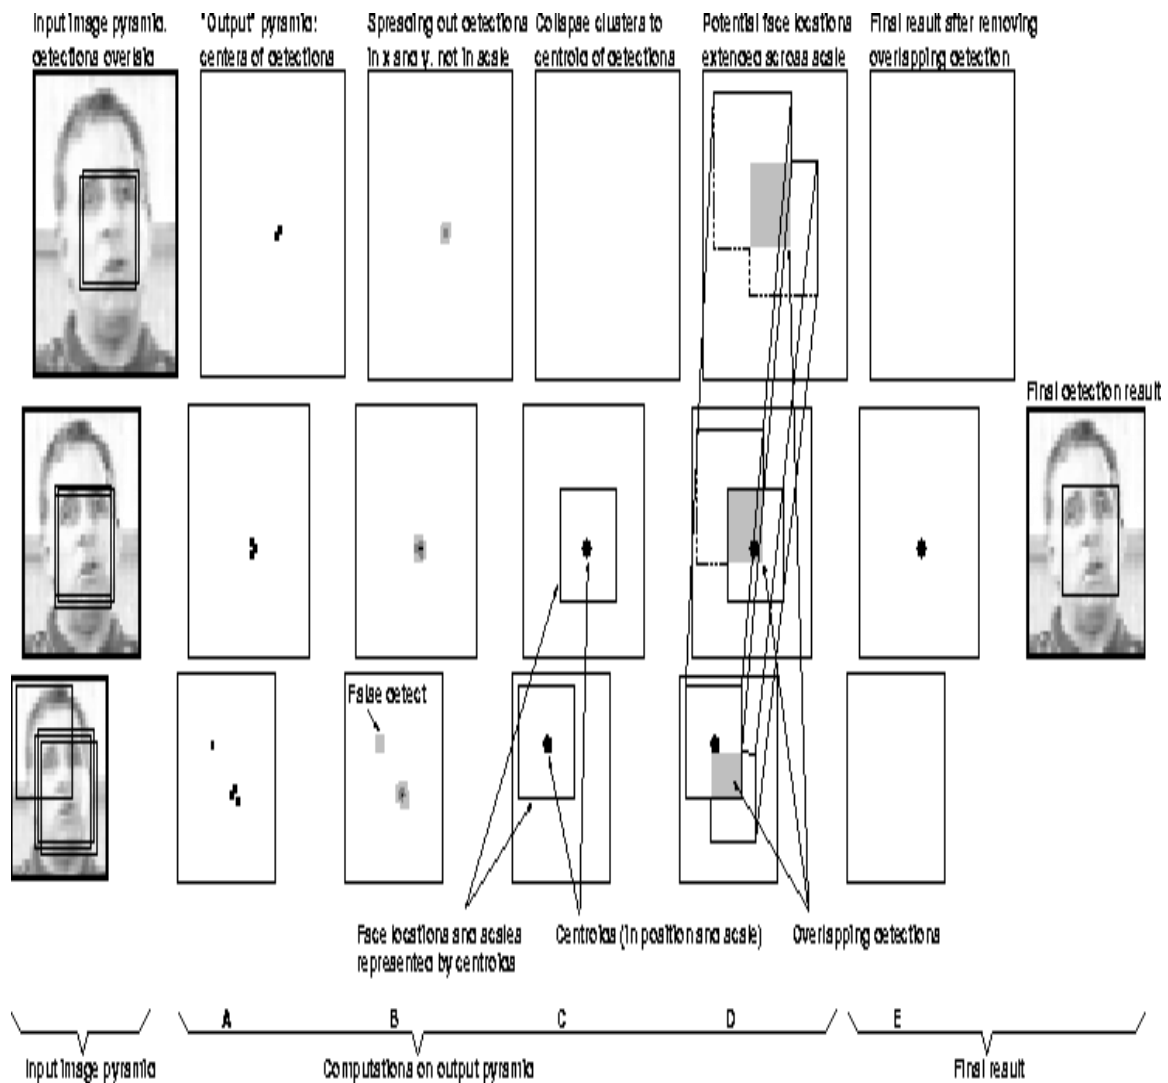 Input image pyramid,
detections overlaid
"Output" pyramid:
centers of detections
Spreading out detections
in x and y, not in scale
Collapse clusters to
centroid of detections
Potential face locations
extended across scale
Final result after removing
overlapping detection
Final detection result
False detect
Face locations and scales
represented by centroids
Centroids (in position and scale)
Overlapping detections
A
B
C
D
E
Input image pyramid
Computations on output pyramid
Final result